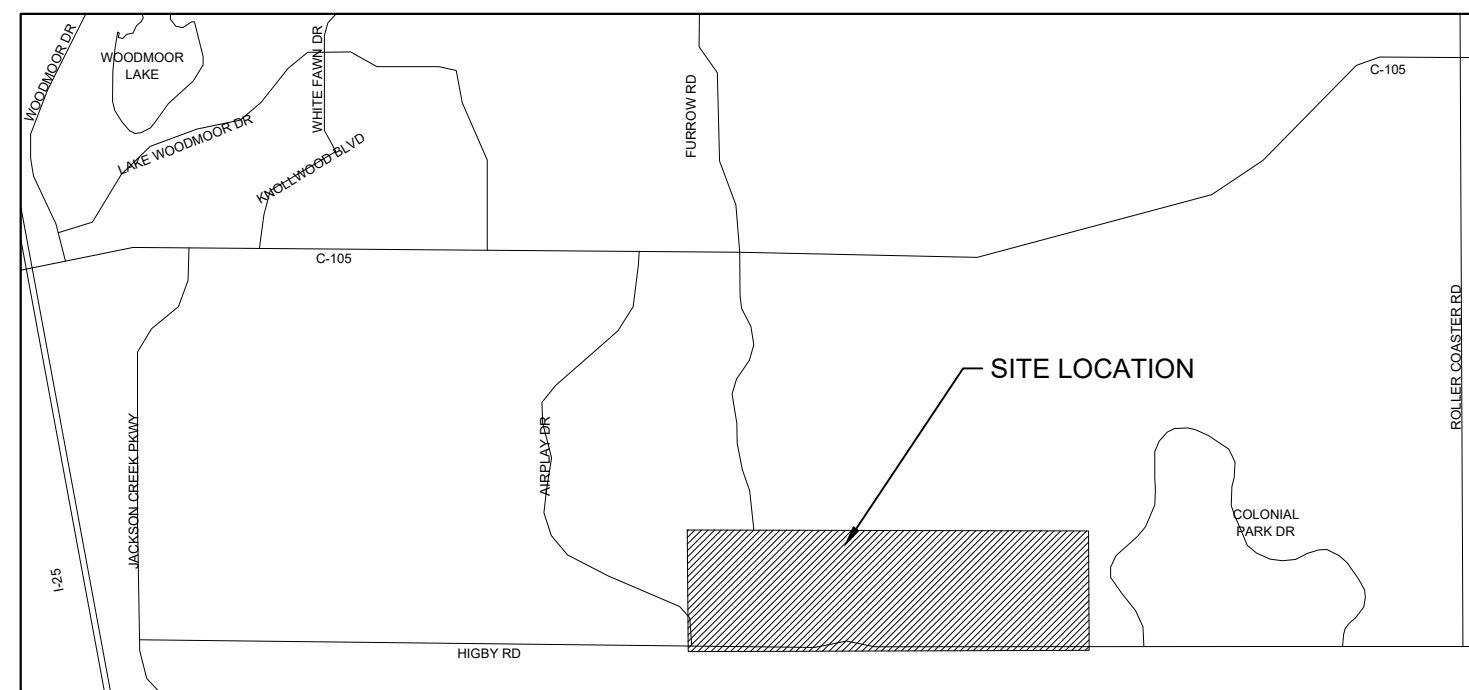 WOODMOOR DR
WOODMOOR
LAKE
WHITE FAWN DR
LAKE WOODMOOR DR
KNOLLWOOD BLVD
FURROW RD
C-105
C-105
ROLLER COASTER RD
SITE LOCATION
JACKSON CREEK PKWY
AIRPLAY DR
COLONIAL
PARK DR
I-25
HIGBY RD